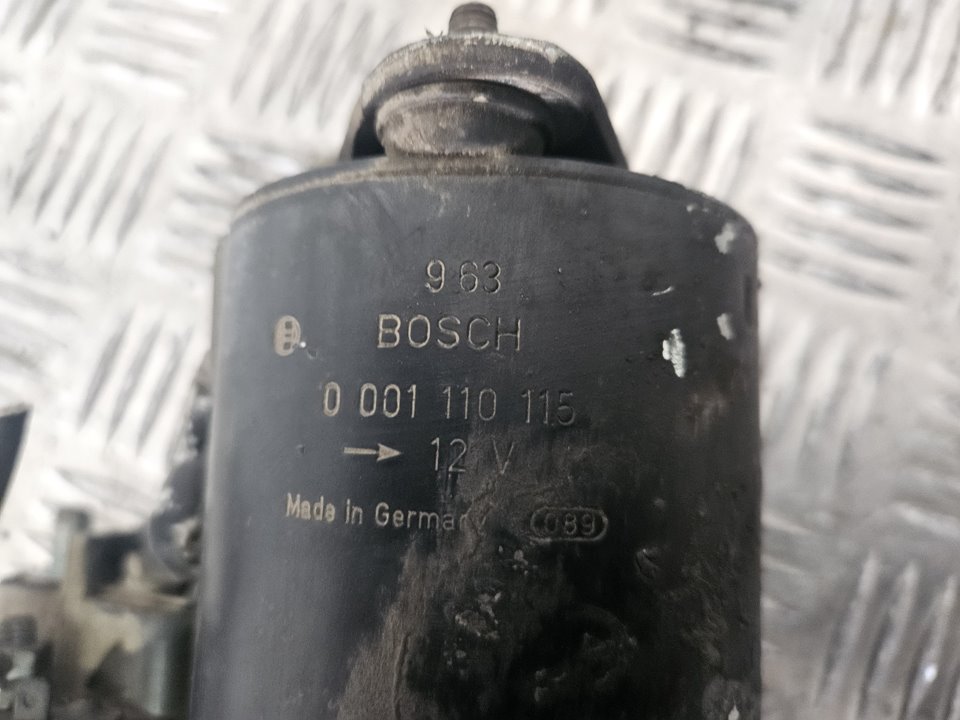 963
BOSCH
0 001 110 115
→ 12 V
Made in Germany 089